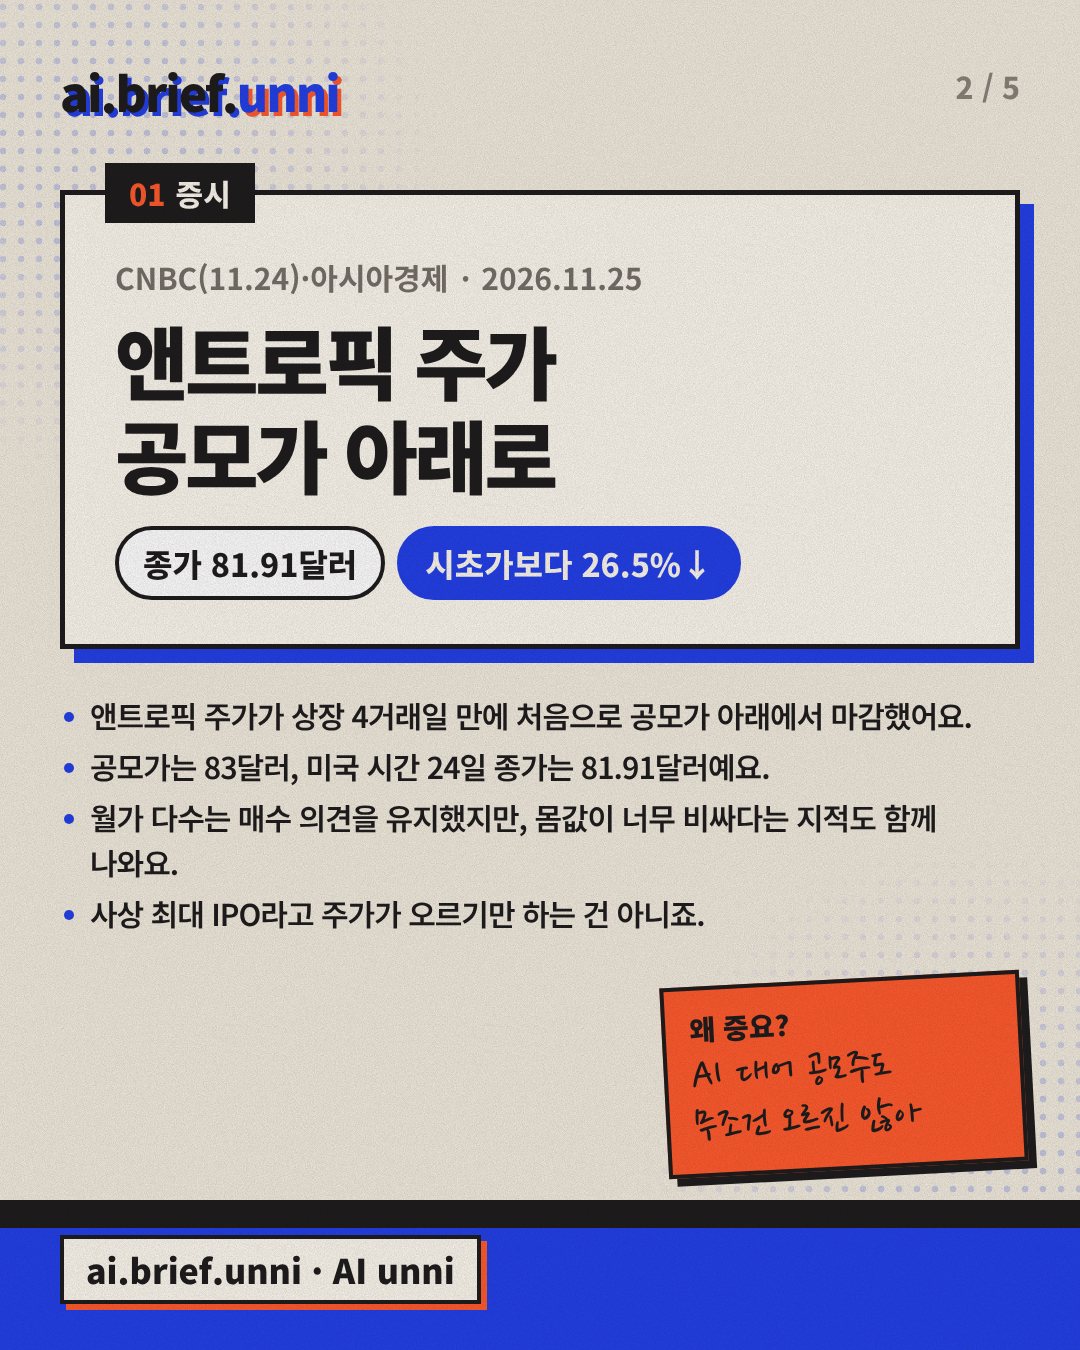 ai.brief.unni
2 / 5
01 증시
CNBC(11.24)·아시아경제 · 2026.11.25
앤트로픽 주가
공모가 아래로
종가 81.91달러
시초가보다 26.5%↓
• 앤트로픽 주가가 상장 4거래일 만에 처음으로 공모가 아래에서 마감했어요.
• 공모가는 83달러, 미국 시간 24일 종가는 81.91달러예요.
• 월가 다수는 매수 의견을 유지했지만, 몸값이 너무 비싸다는 지적도 함께
나와요.
• 사상 최대 IPO라고 주가가 오르기만 하는 건 아니죠.
왜 중요?
AI 대어 공모주도
무조건 오르진 않아
ai.brief.unni · AI unni